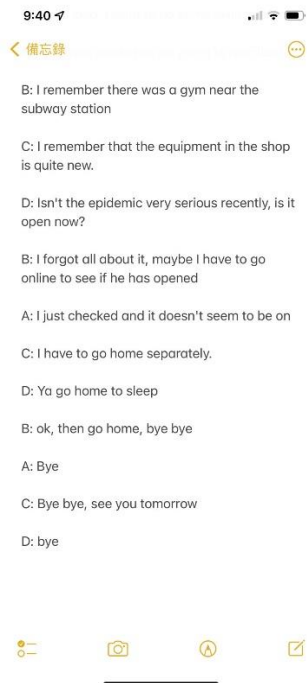 9:40
備忘錄
B: I remember there was a gym near the
subway station
C: I remember that the equipment in the shop
is quite new.
D: Isn't the epidemic very serious recently, is it
open now?
B: I forgot all about it, maybe I have to go
online to see if he has opened
A: I just checked and it doesn't seem to be on
C: I have to go home separately.
D: Ya go home to sleep
B: ok, then go home, bye bye
A: Bye
C: Bye bye, see you tomorrow
D: bye